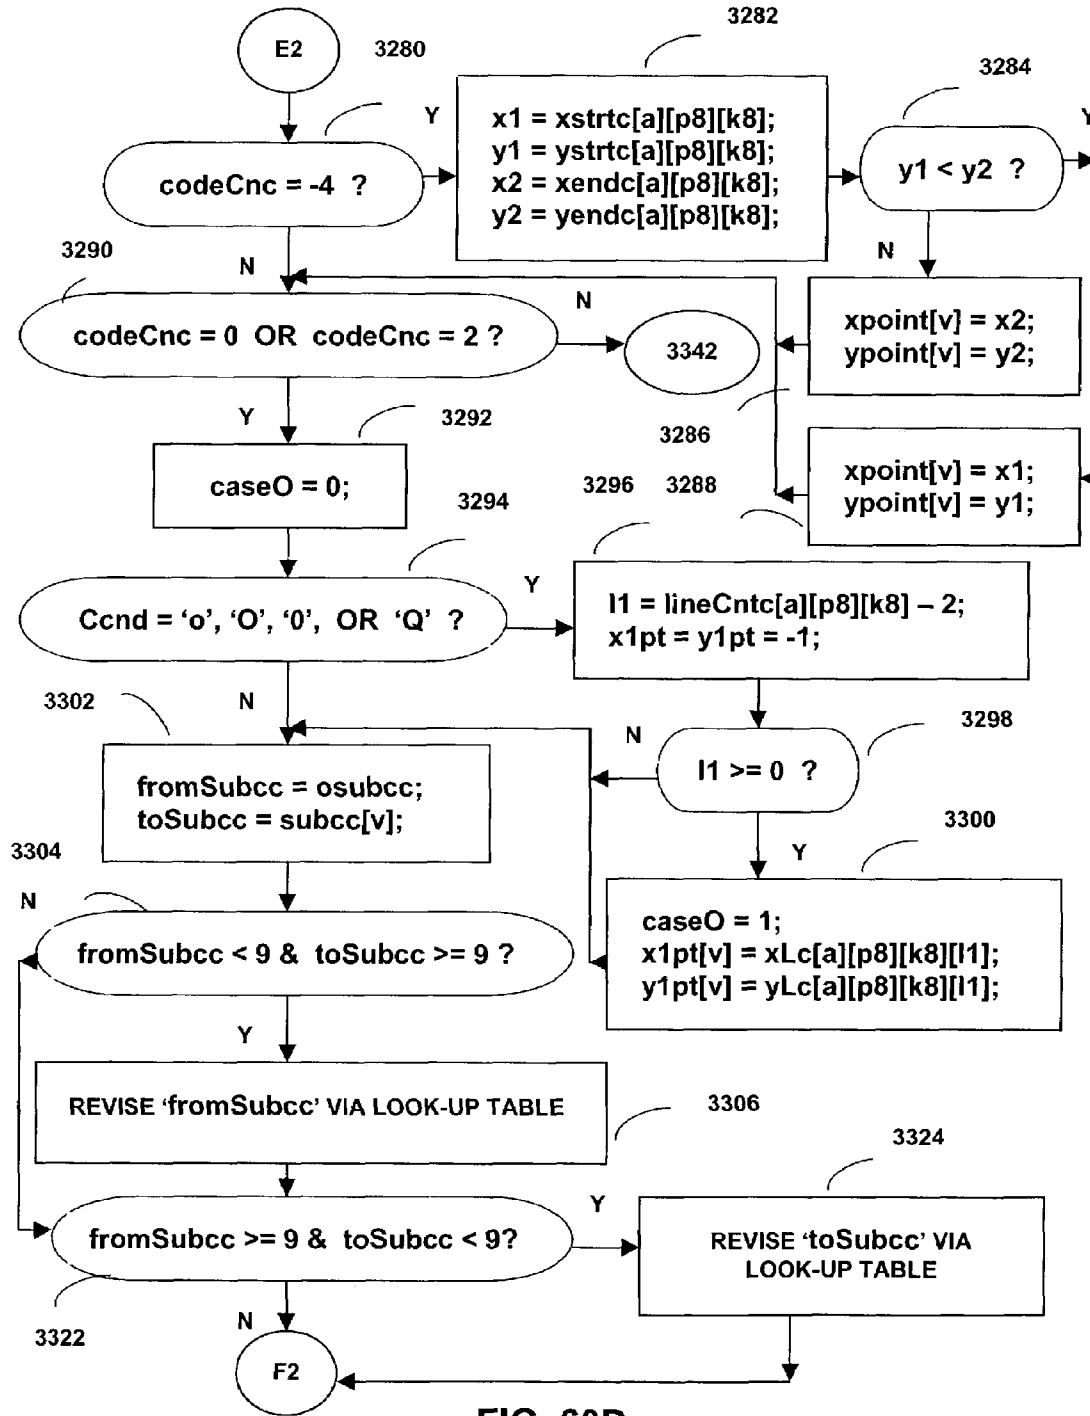 E2
3280
3282
3284
Y
x1 = xstrtc[a][p8][k8];
y1 = ystrtc[a][p8][k8];
x2 = xendc[a][p8][k8];
y2 = yendc[a][p8][k8];
Y
codeCnc = -4 ?
y1 < y2 ?
3290
N
N
codeCnc = 0 OR codeCnc = 2 ?
N
3342
xpoint[v] = x2;
ypoint[v] = y2;
Y
3292
3286
caseO = 0;
3296 3288
xpoint[v] = x1;
ypoint[v] = y1;
3294
Ccnd = ‘o’, ‘O’, ‘0’, OR ‘Q’ ?
Y
l1 = lineCntc[a][p8][k8] – 2;
x1pt = y1pt = -1;
3302
N
N
3298
l1 >= 0 ?
fromSubcc = osubcc;
toSubcc = subcc[v];
3300
Y
3304
N
fromSubcc < 9 & toSubcc >= 9 ?
caseO = 1;
x1pt[v] = xLc[a][p8][k8][l1];
y1pt[v] = yLc[a][p8][k8][l1];
Y
REVISE ‘fromSubcc’ VIA LOOK-UP TABLE
3306
3324
fromSubcc >= 9 & toSubcc < 9?
Y
REVISE ‘toSubcc’ VIA
LOOK-UP TABLE
3322
N
F2